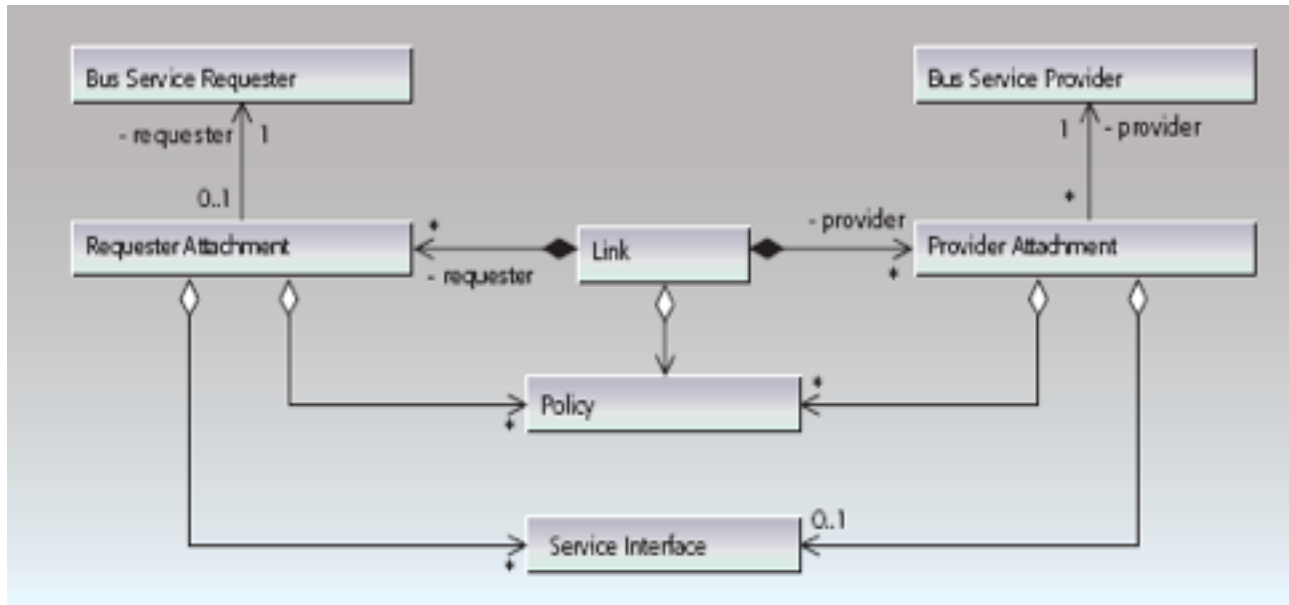 Bus Service Requester
Bus Service Provider
- requester 1
1 - provider
0..1
*
Requester Attachment
*
- requester
Link
- provider
*
Provider Attachment
Policy
*
*
Service Interface
*
0..1